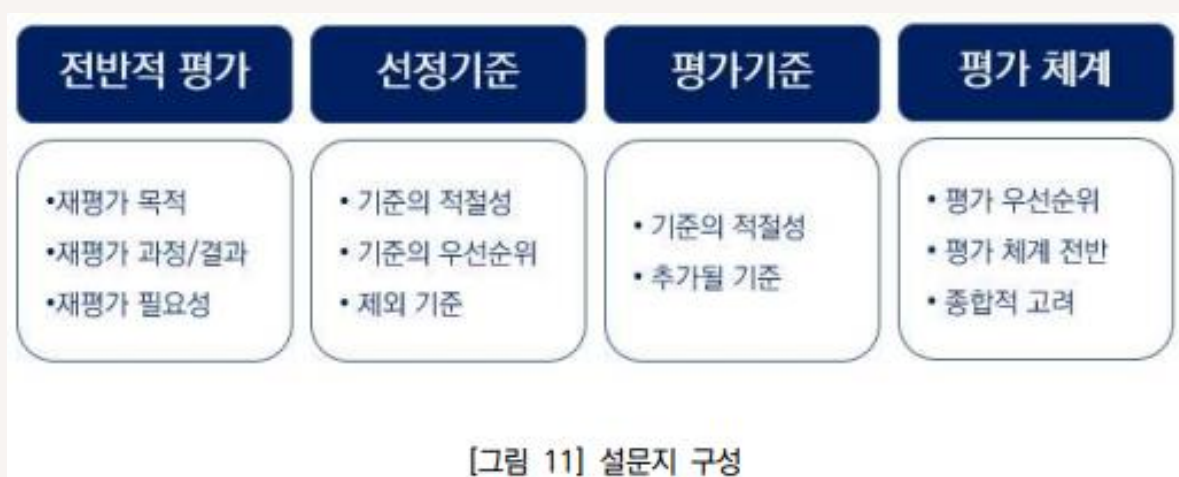 전반적 평가
•재평가 목적
•재평가 과정/결과
•재평가 필요성
선정기준
• 기준의 적절성
• 기준의 우선순위
• 제외 기준
평가기준
• 기준의 적절성
• 추가될 기준
평가 체계
• 평가 우선순위
• 평가 체계 전반
• 종합적 고려
[그림 11] 설문지 구성